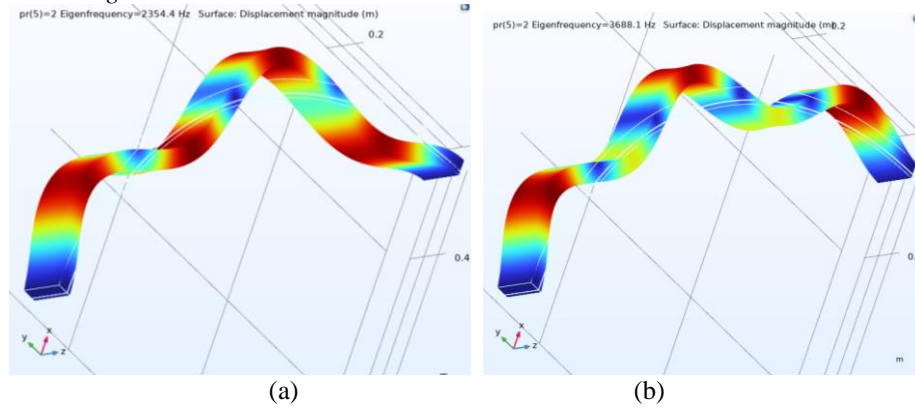 pr(5)=2 Eigenfrequency=2354.4 Hz Surface: Displacement magnitude (m)
0.2
0.4
y x z
pr(5)=2 Eigenfrequency=3688.1 Hz Surface: Displacement magnitude (m)
0.2
0.
y x z
m
(a) (b)